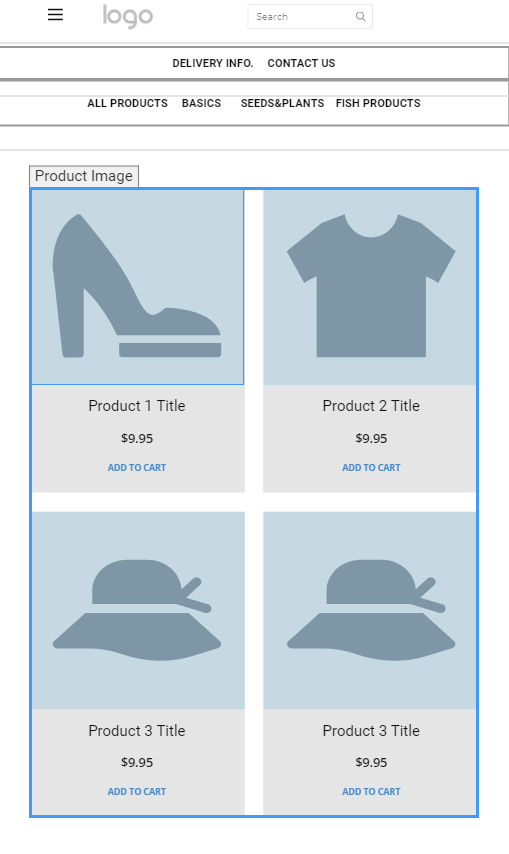 logo
Search
DELIVERY INFO. CONTACT US
ALL PRODUCTS BASICS SEEDS&PLANTS FISH PRODUCTS
Product Image
Product 1 Title
$9.95
ADD TO CART
Product 2 Title
$9.95
ADD TO CART
Product 3 Title
$9.95
ADD TO CART
Product 3 Title
$9.95
ADD TO CART